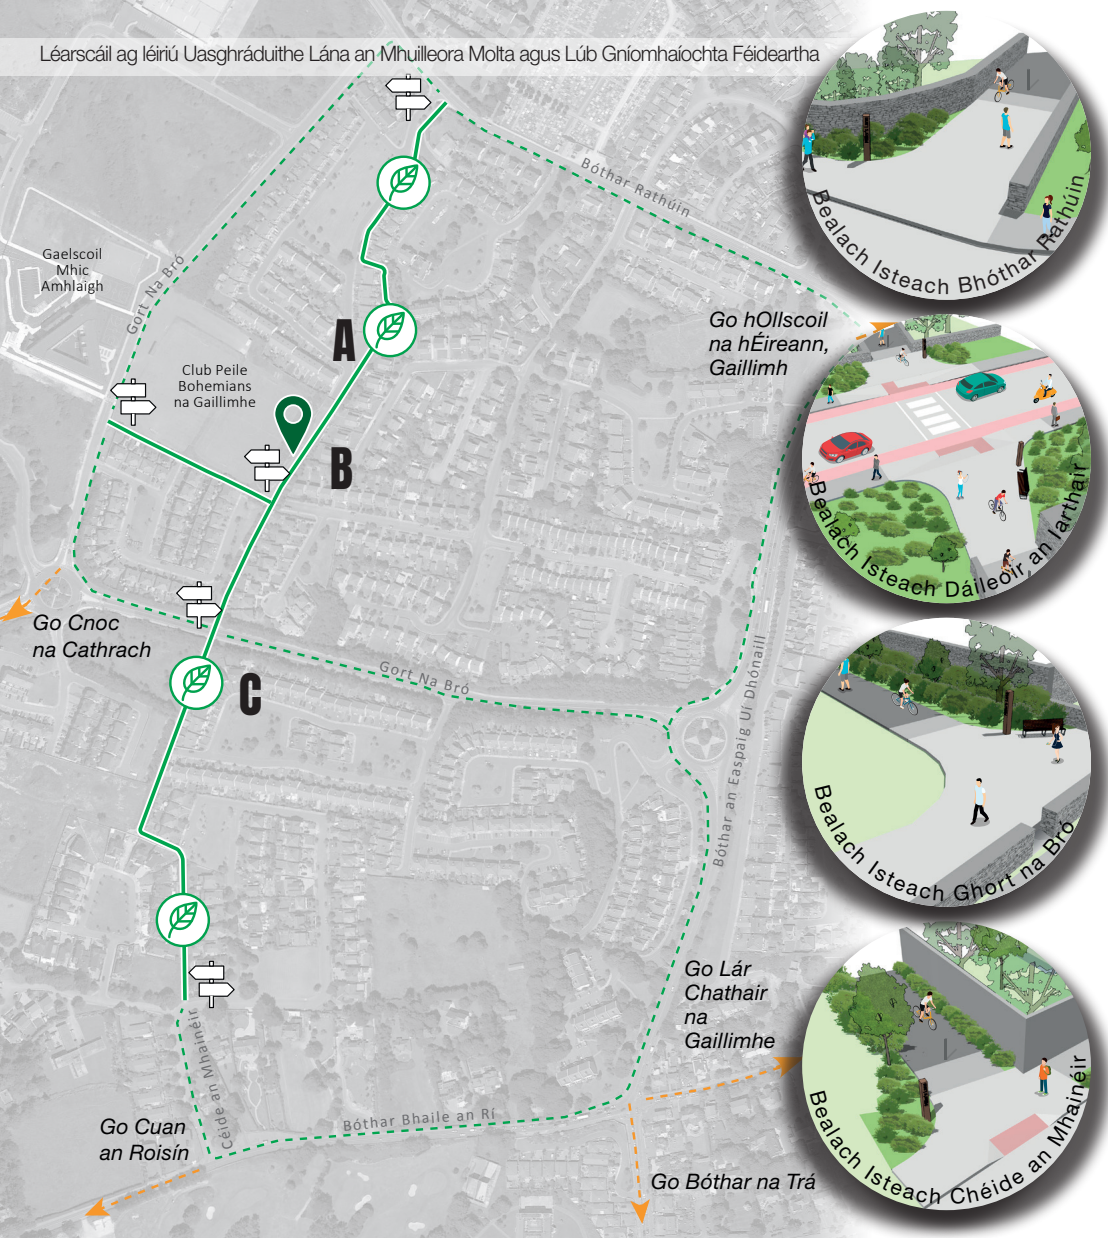 Léarscáil ag léiriú Uasghráduithe Lána an Mhuilleora Molta agus Lúb Gníomhaíochta Féideartha
Bealach Isteach Bhóthar Rathúin
Bóthar Rathúin
Gort Na Bró
Gaelscoil
Mhic
Amhlaigh
A
Go hOllscoil
na hÉireann,
Gaillimh
Club Peile
Bohemians
na Gaillimhe
B
Bealach Isteach Dáileoir an Iarthair
Go Cnoc
na Cathrach
C
Gort Na Bró
Bóthar an Easpaig Uí Dhónaill
Bealach Isteach Ghort na Bró
Go Lár
Chathair
na
Gaillimhe
Céide an Mhainéir
Bóthar Bhaile an Rí
Go Cuan
an Roisín
Go Bóthar na Trá
Bealach Isteach Chéide an Mhainéir